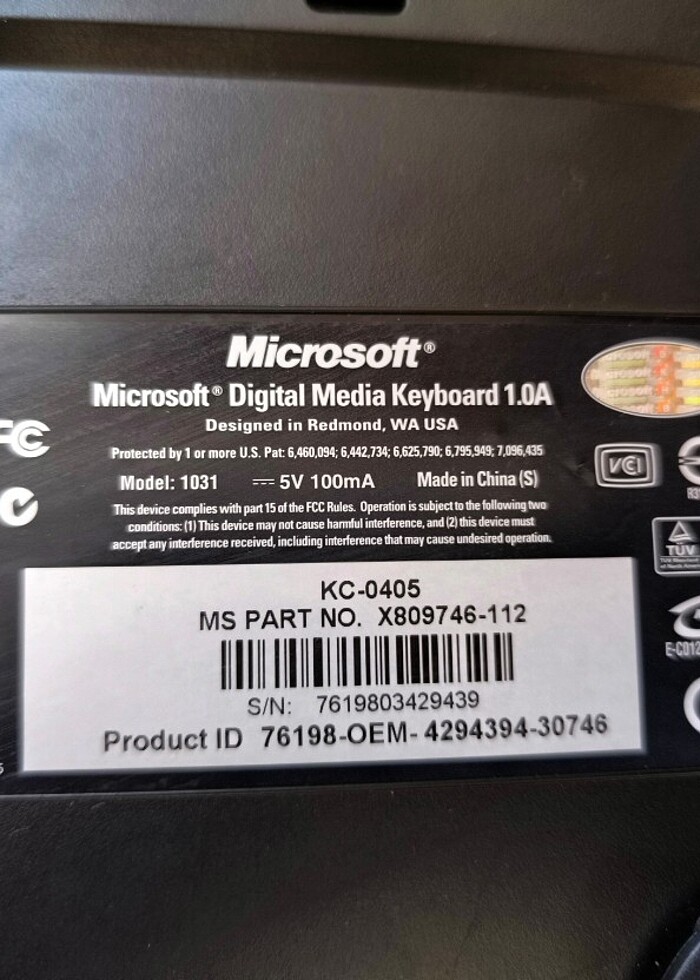 Microsoft®
Microsoft® Digital Media Keyboard 1.0A
Designed in Redmond, WA USA
Protected by 1 or more U.S. Pat: 6,460,094; 6,442,734; 6,625,790; 6,795,949; 7,096,435
Model: 1031 5V 100mA Made in China (S)
This device complies with part 15 of the FCC Rules. Operation is subject to the following two
conditions: (1) This device may not cause harmful interference, and (2) this device must
accept any interference received, including interference that may cause undesired operation.
FC
VCI
TÜV
KC-0405
MS PART NO. X809746-112
S/N: 7619803429439
Product ID 76198-OEM-4294394-30746